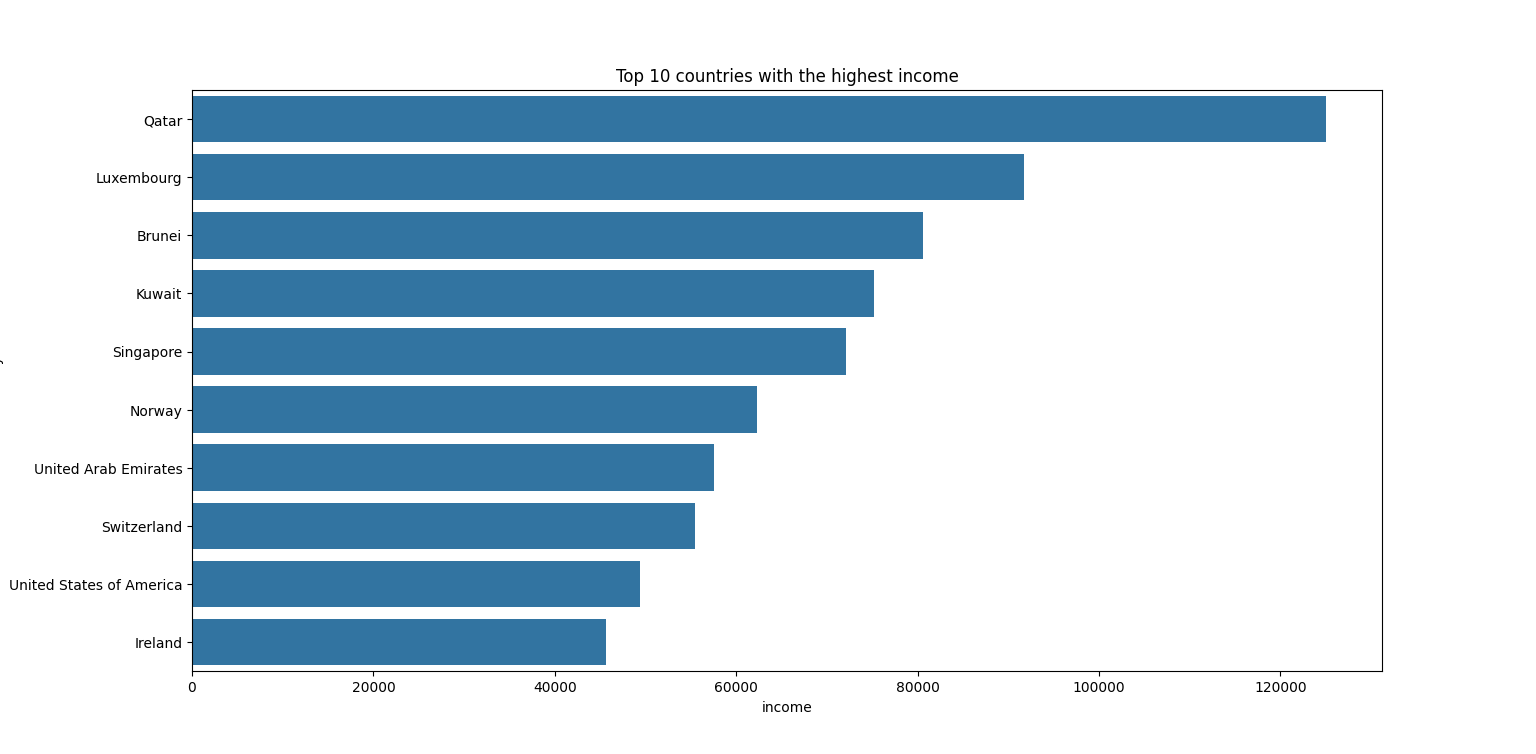 Top 10 countries with the highest income
Qatar
Luxembourg
Brunei
Kuwait
Singapore
Norway
United Arab Emirates
Switzerland
United States of America
Ireland
0 20000 40000 60000 80000 100000 120000
income